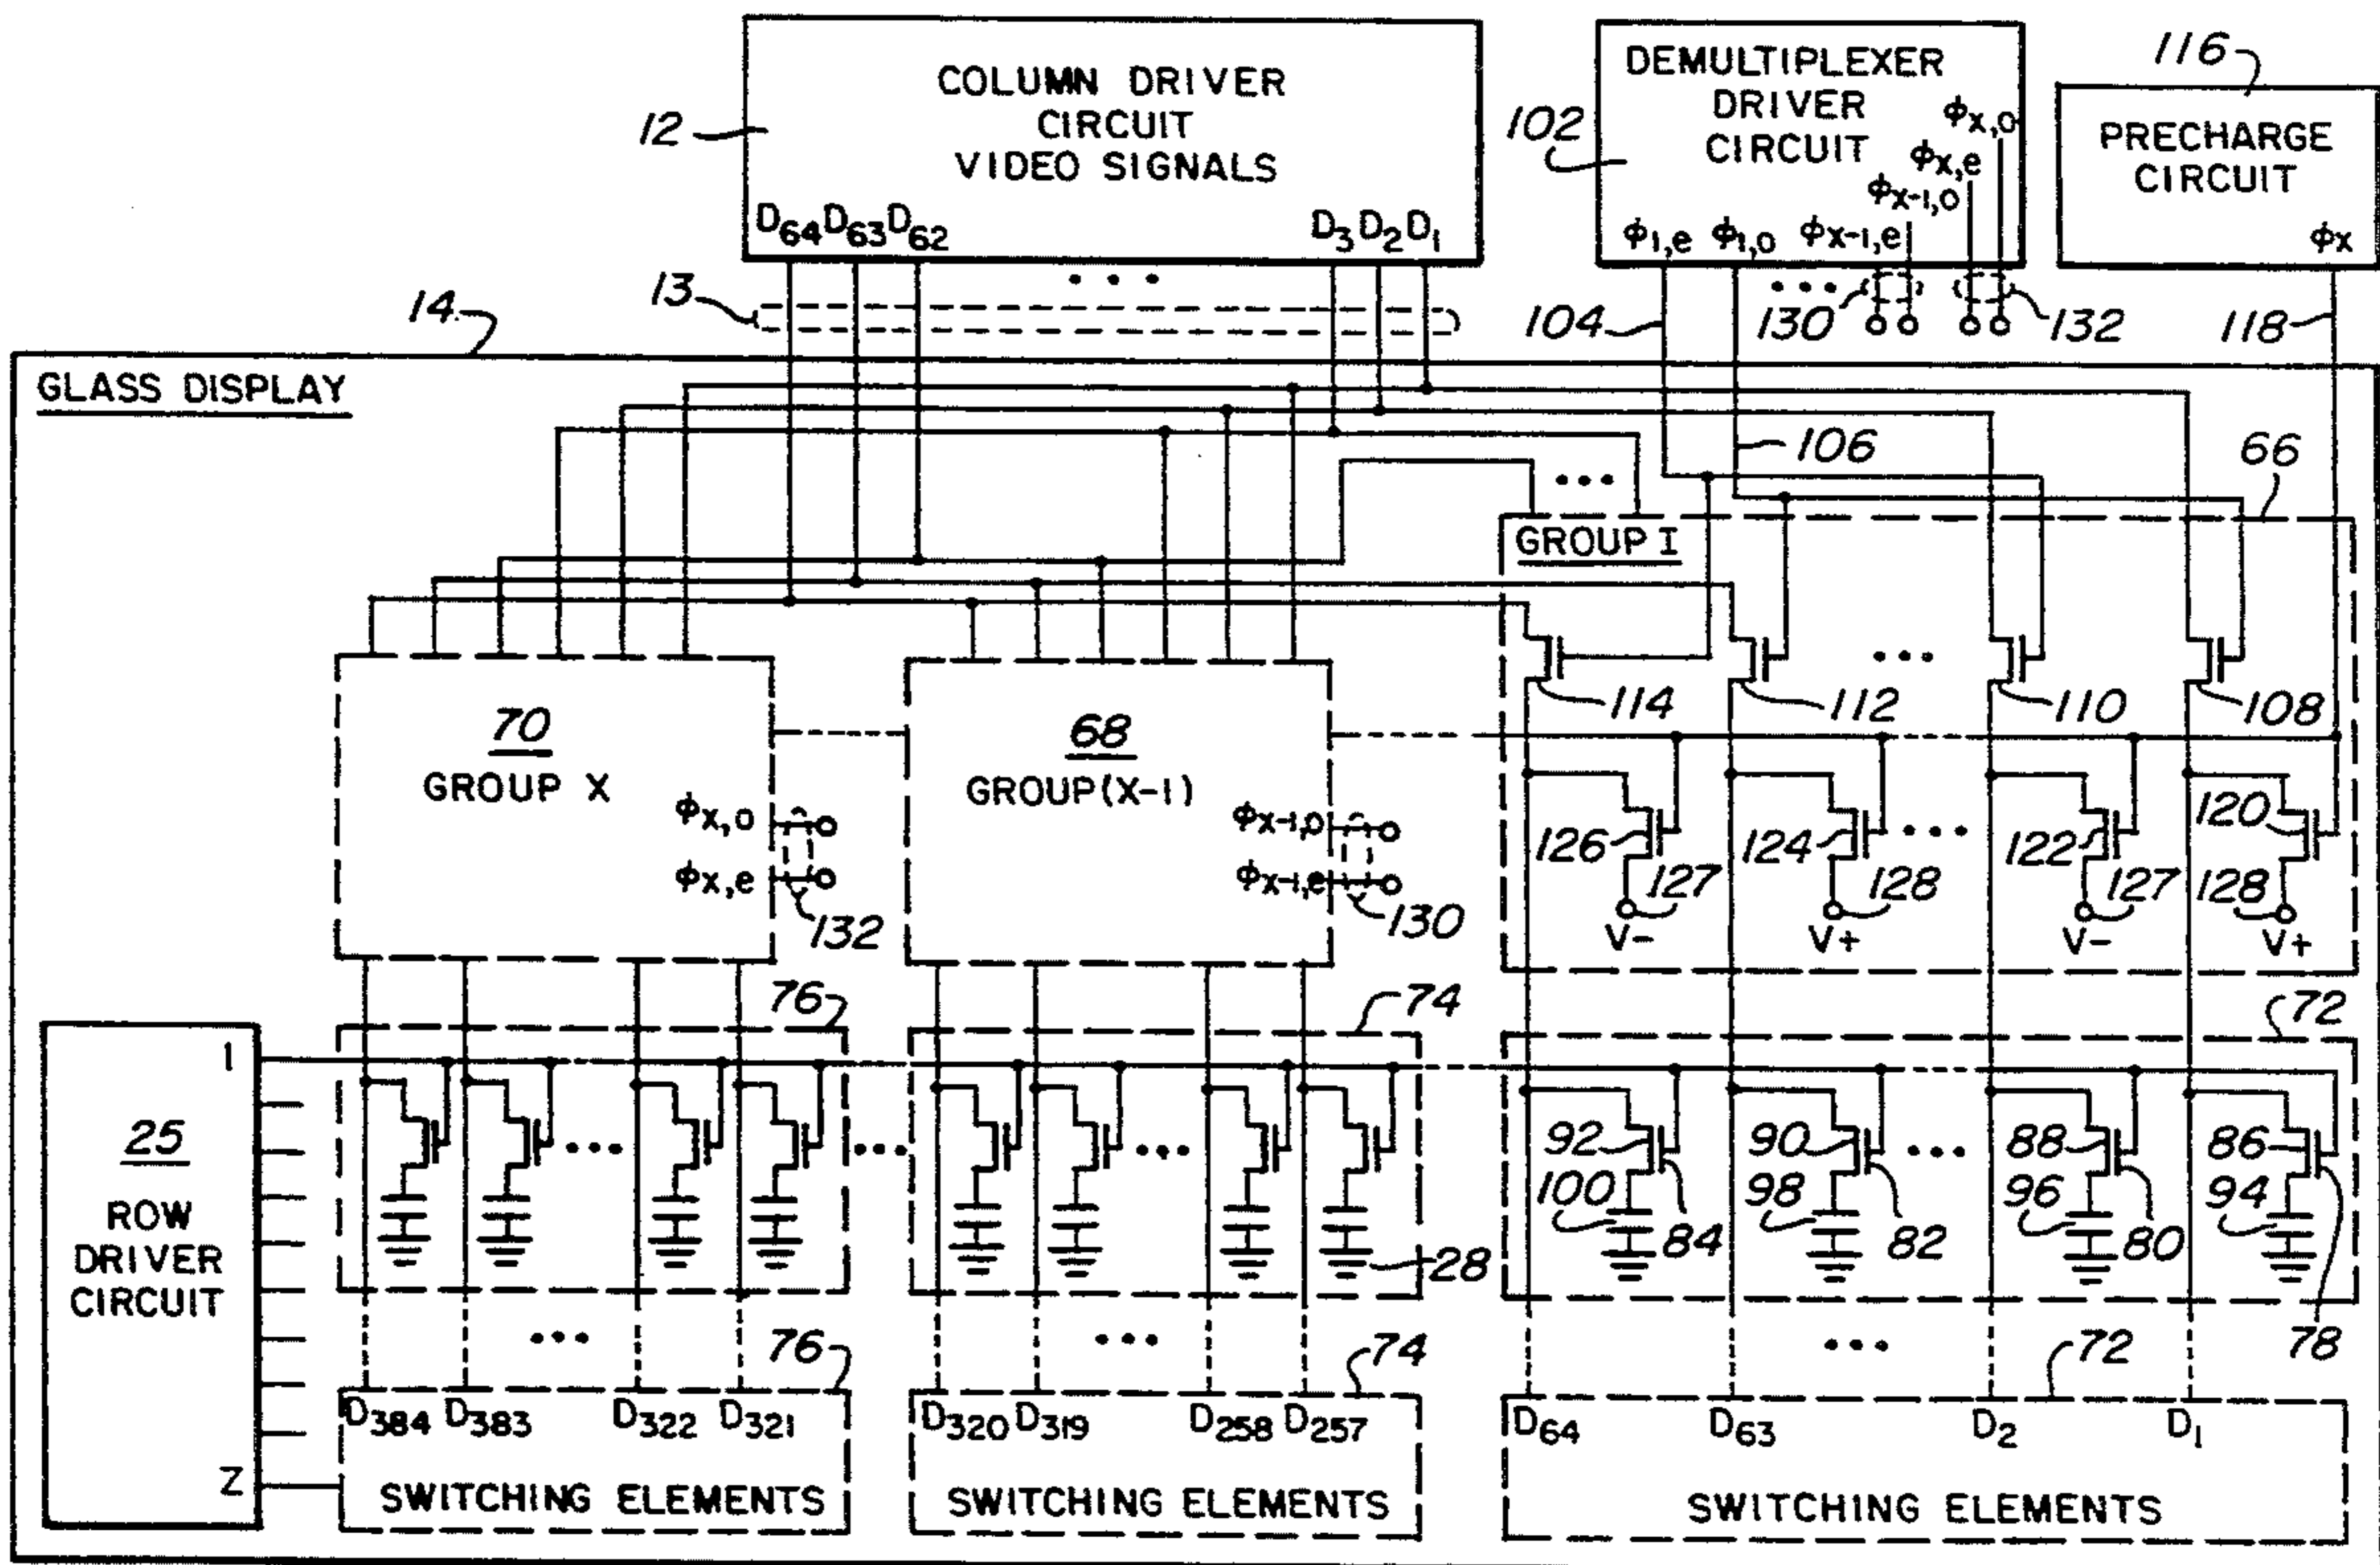 COLUMN DRIVER
CIRCUIT
VIDEO SIGNALS
D64 D63 D62
D3 D2 D1
12
13
14
DEMULTIPLEXER
DRIVER
CIRCUIT
ϕx,0
ϕx,e
ϕx-1,0
ϕ1,e ϕ1,0 ϕx-1,e
102
116
PRECHARGE
CIRCUIT
ϕx
104
130
132
118
GLASS DISPLAY
106
66
GROUP I
114
112
110
108
70
GROUP X
68
GROUP (X-1)
ϕx,0
ϕx,e
132
ϕx-1,0
ϕx-1,e
130
126
124
122
120
127
128
127
128
V-
V+
V-
V+
76
74
72
1
25
ROW
DRIVER
CIRCUIT
Z
92
90
88
86
100
98
96
94
28
84
82
80
78
76
74
72
D384 D383 D322 D321
D320 D319 D258 D257
D64 D63 D2 D1
SWITCHING ELEMENTS
SWITCHING ELEMENTS
SWITCHING ELEMENTS